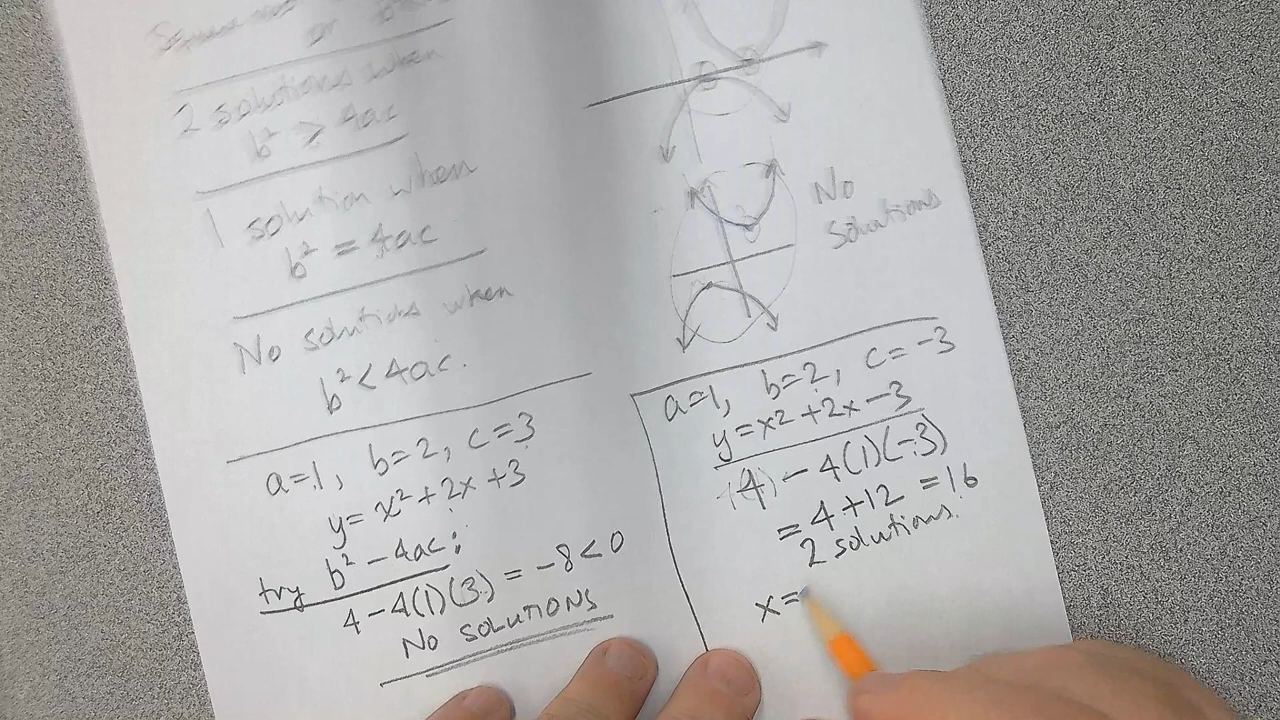 or
2 solutions when
b² > 4ac
1 solution when
b² = 4ac
No solutions when
b² < 4ac.
a=1, b=2, c=3
y=x²+2x+3
try b²-4ac:
4-4(1)(3) = -8<0
NO SOLUTIONS
No
solutions
a=1, b=2, c=-3
y=x²+2x-3
(4)-4(1)(-3)
=4+12 =16
2 solutions.
x=